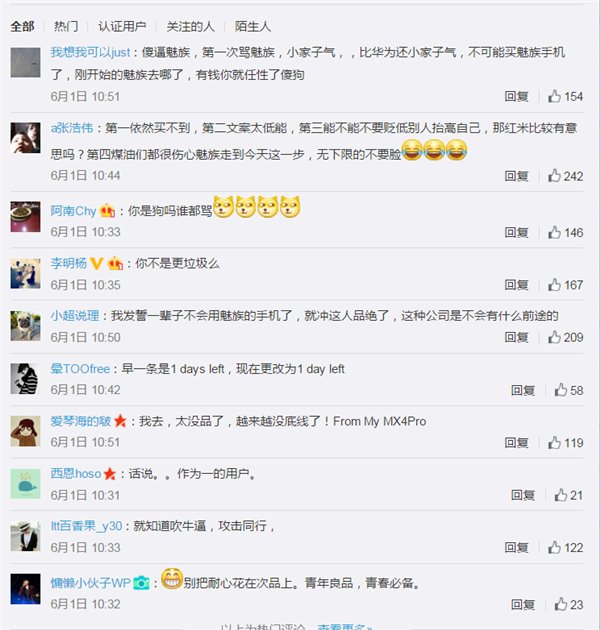 全部 热门 认证用户 关注的人 陌生人
我想我可以just：傻逼魅族，第一次骂魅族，小家子气，，比华为还小家子气，不可能买魅族手机
了，刚开始的魅族去哪了，有钱你就任性了傻狗
6月1日 10:51 回复 154
a张浩伟：第一依然买不到，第二文案太低能，第三能不能不要贬低别人抬高自己，那红米比较有意
思吗？第四煤油们都很伤心魅族走到今天这一步，无下限的不要脸
6月1日 10:44 回复 242
阿南Chy：你是狗吗谁都骂
6月1日 10:33 回复 146
李明杨：你不是更垃圾么
6月1日 10:35 回复 167
小超说理：我发誓一辈子不会用魅族的手机了，就冲这人品绝了，这种公司是不会有什么前途的
6月1日 10:50 回复 209
晕TOOfree：早一条是1 days left，现在更改为1 day left
6月1日 10:42 回复 58
爱琴海的啵：我去，太没品了，越来越没底线了！From My MX4Pro
6月1日 10:51 回复 119
西恩hoso：话说。。作为一的用户。
6月1日 10:31 回复 21
ltt百香果_y30：就知道吹牛逼，攻击同行，
6月1日 10:33 回复 122
慵懒小伙子WP：别把耐心花在次品上。青年良品，青春必备。
6月1日 10:32 回复 23
以上为热门评论，查看更多»